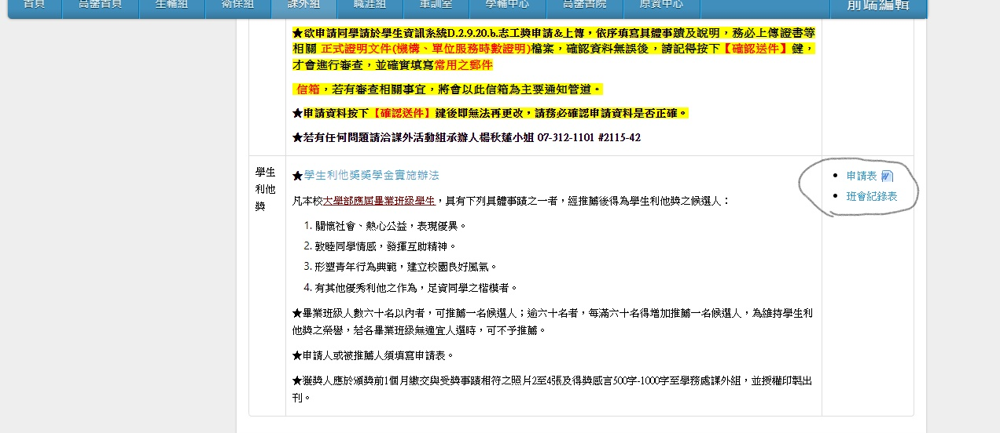 首頁 高醫首頁 生輔組 衛保組 課外組 職涯組 軍訓室 學輔中心 高醫書院 原資中心 前端編輯
★欲申請同學請於學生資訊系統D.2.9.20.b.志工獎申請&上傳，依序填寫具體事蹟及說明，務必上傳證書等
相關 正式證明文件(機構、單位服務時數證明)檔案，確認資料無誤後，請記得按下【確認送件】鍵，
才會進行審查，並確實填寫常用之郵件
信箱，若有審查相關事宜，將會以此信箱為主要通知管道。
★申請資料按下【確認送件】鍵後即無法再更改，請務必確認申請資料是否正確。
★若有任何問題請洽課外活動組承辦人楊秋蓮小姐 07-312-1101 #2115-42
學生
利他
獎
★學生利他獎獎學金實施辦法
凡本校大學部應屆畢業班級學生，具有下列具體事蹟之一者，經推薦後得為學生利他獎之候選人：
1. 關懷社會、熱心公益，表現優異。
2. 敦睦同學情感，發揮互助精神。
3. 形塑青年行為典範，建立校園良好風氣。
4. 有其他優秀利他之作為，足資同學之楷模者。
★畢業班級人數六十名以內者，可推薦一名候選人；逾六十名者，每滿六十名得增加推薦一名候選人，為維持學生利
他獎之榮譽，若各畢業班級無適宜人選時，可不予推薦。
★申請人或被推薦人須填寫申請表。
★獲獎人應於頒獎前1個月繳交與受獎事蹟相符之照片2至4張及得獎感言500字-1000字至學務處課外組，並授權印製出
刊。
申請表
班會紀錄表